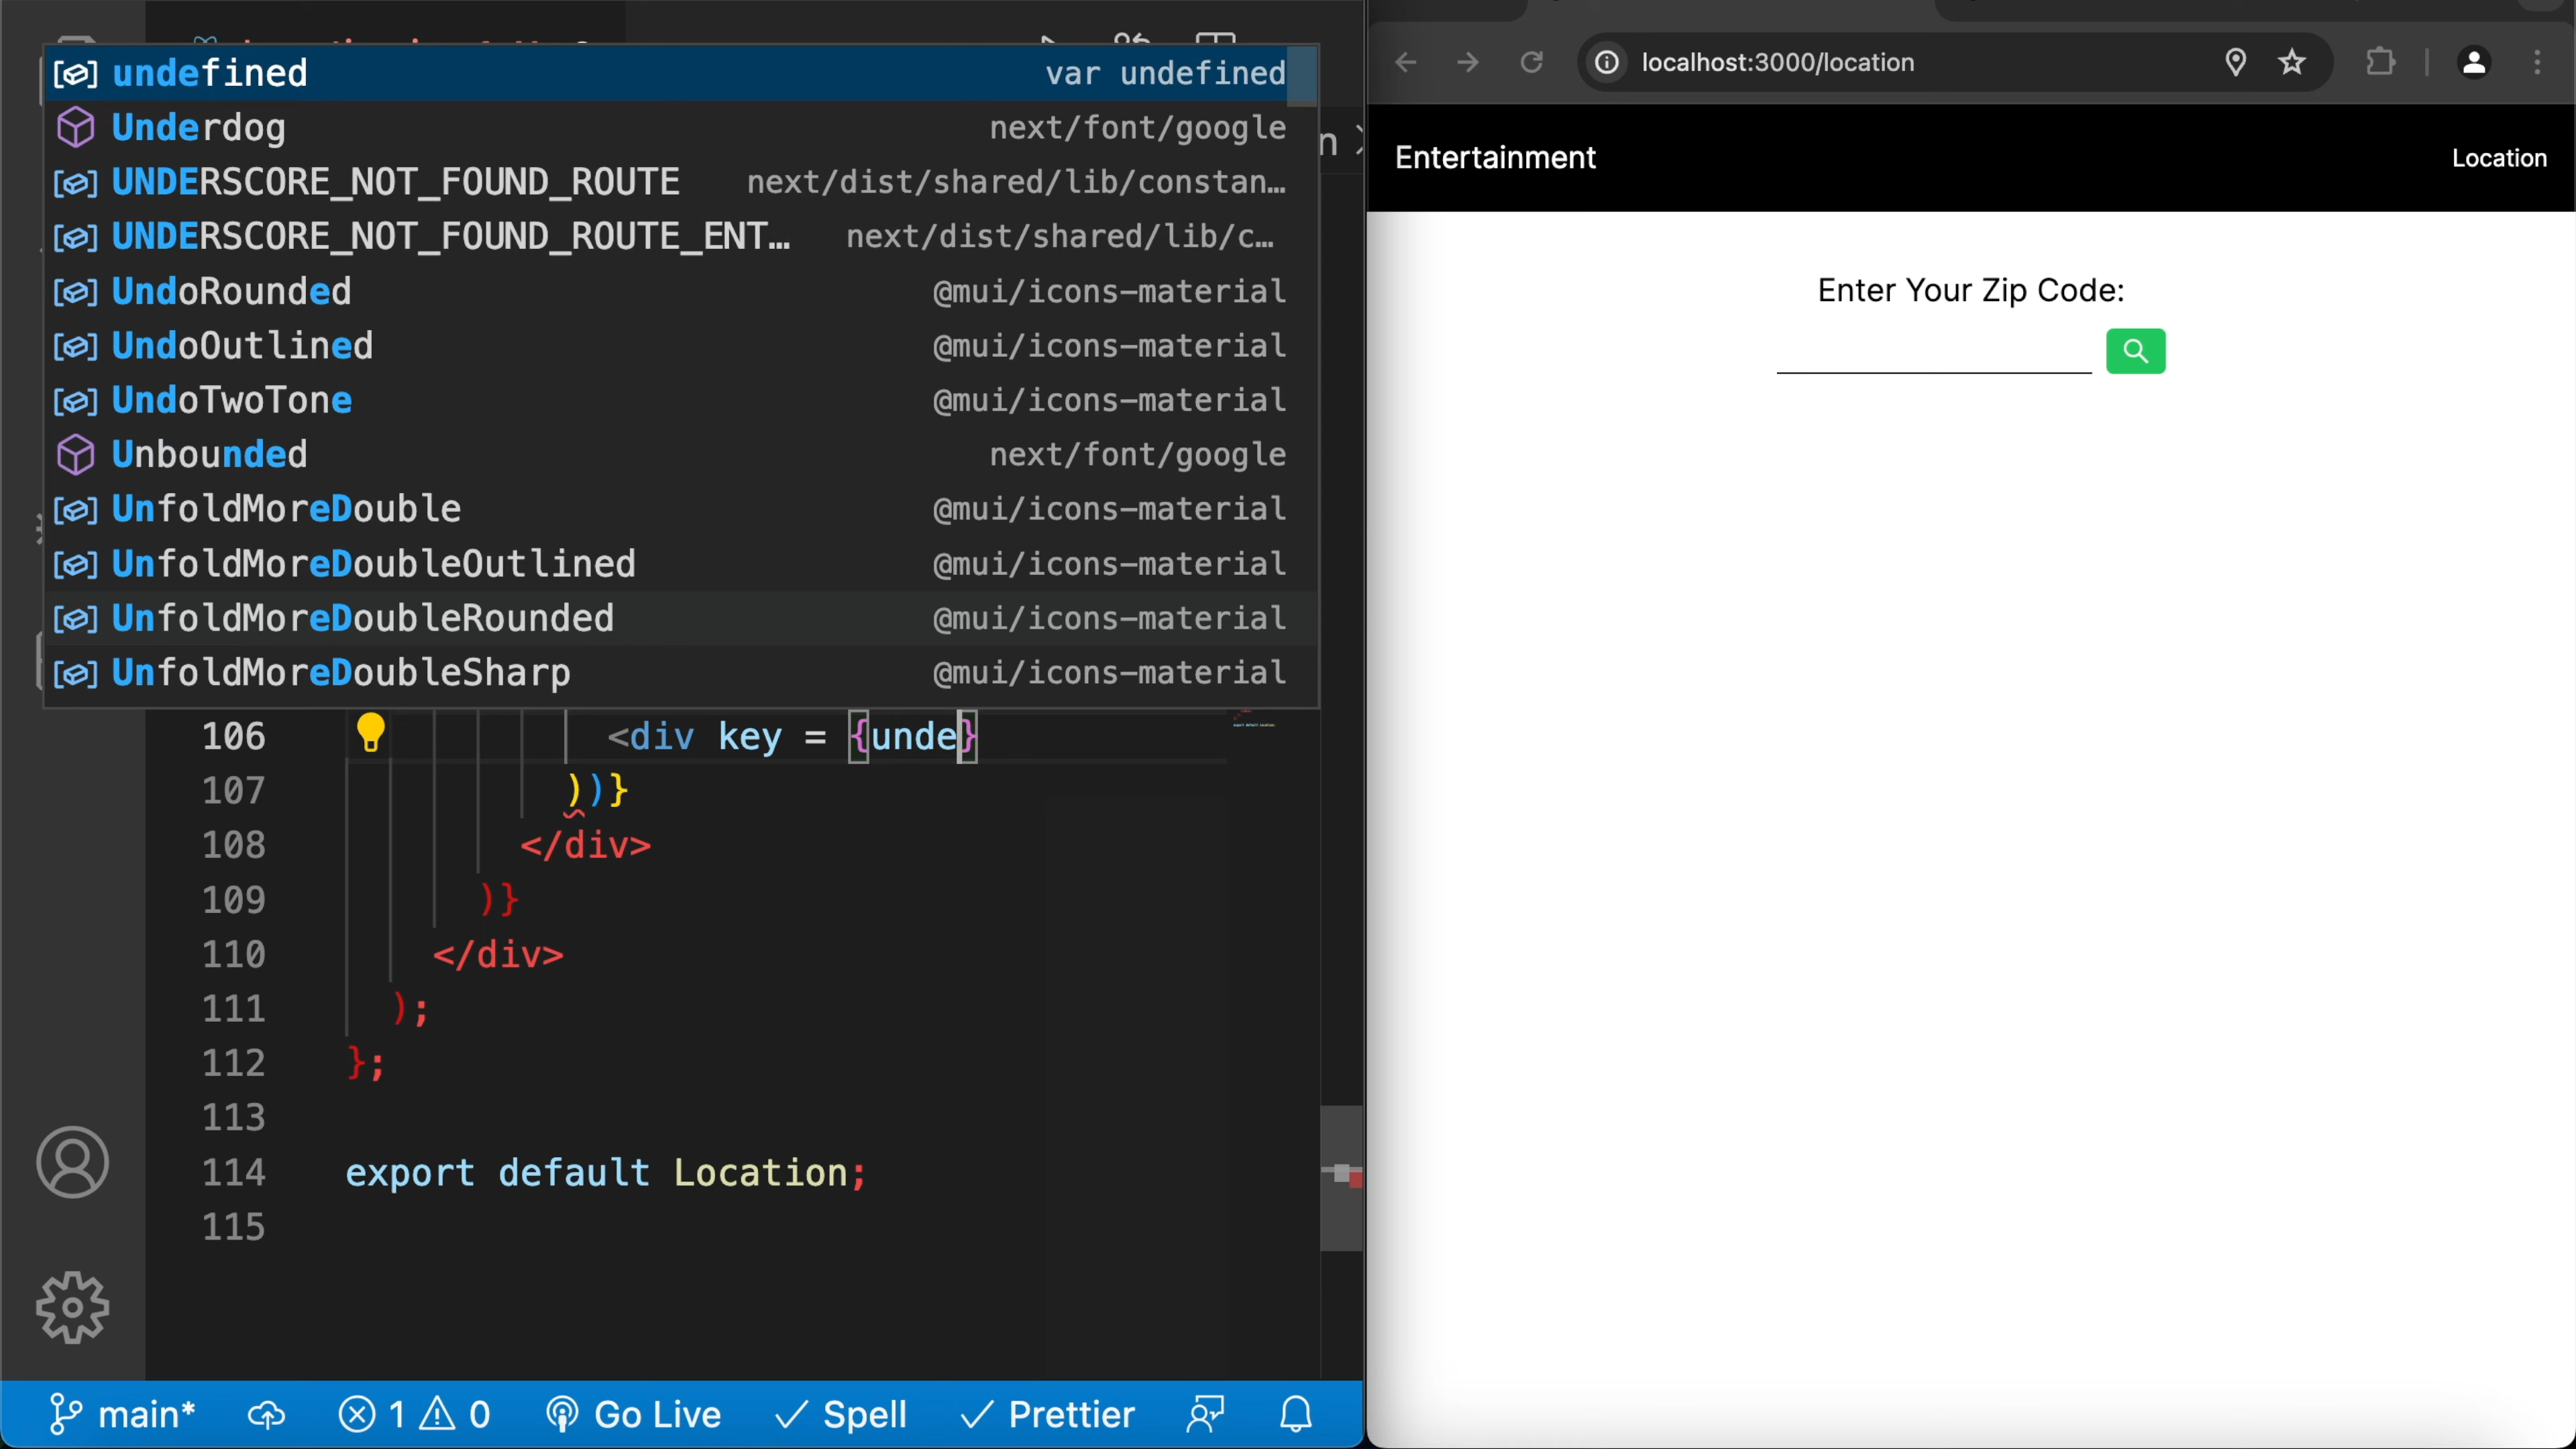 undefined var undefined
Underdog next/font/google
UNDERSCORE_NOT_FOUND_ROUTE next/dist/shared/lib/constan…
UNDERSCORE_NOT_FOUND_ROUTE_ENT… next/dist/shared/lib/c…
UndoRounded @mui/icons-material
UndoOutlined @mui/icons-material
UndoTwoTone @mui/icons-material
Unbounded next/font/google
UnfoldMoreDouble @mui/icons-material
UnfoldMoreDoubleOutlined @mui/icons-material
UnfoldMoreDoubleRounded @mui/icons-material
UnfoldMoreDoubleSharp @mui/icons-material
106 <div key = {unde}
107 ))}
108 </div>
109 )}
110 </div>
111 );
112 };
113
114 export default Location;
115
main* 1 0 Go Live Spell Prettier
localhost:3000/location
Entertainment Location
Enter Your Zip Code: